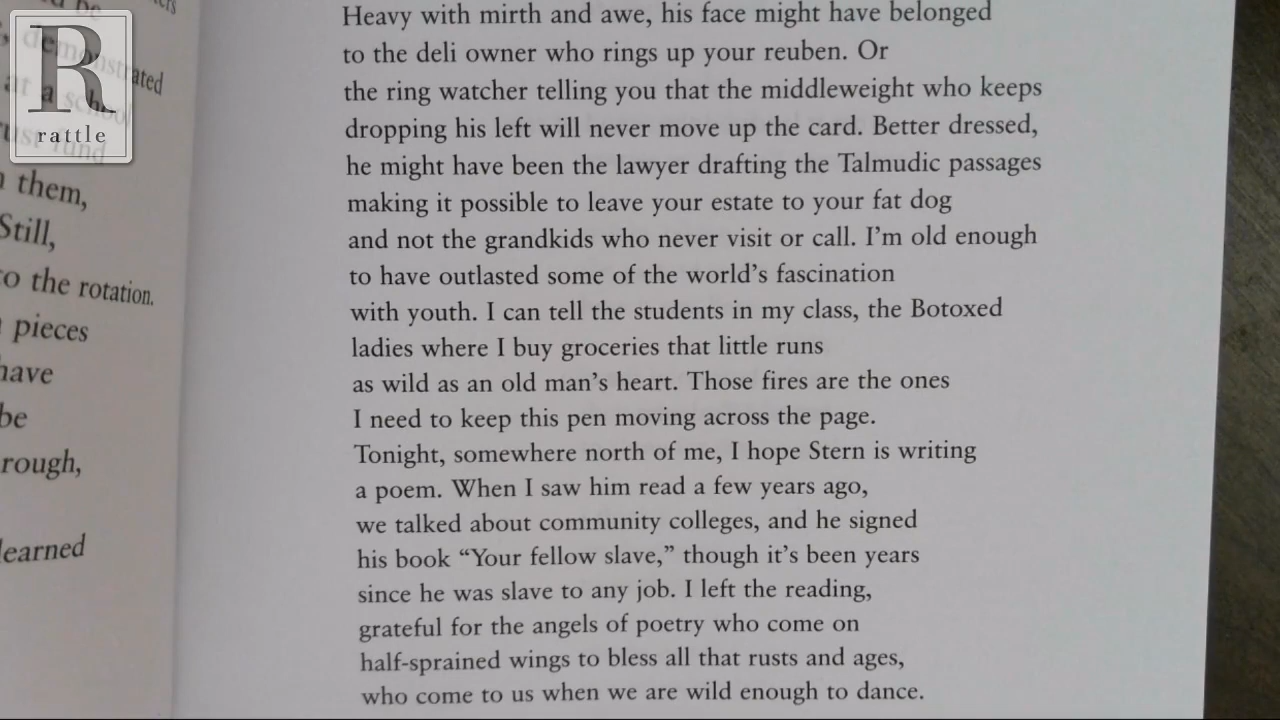 ated
R
rattle
them,
Still,
to the rotation.
pieces
have
be
rough,
learned
Heavy with mirth and awe, his face might have belonged
to the deli owner who rings up your reuben. Or
the ring watcher telling you that the middleweight who keeps
dropping his left will never move up the card. Better dressed,
he might have been the lawyer drafting the Talmudic passages
making it possible to leave your estate to your fat dog
and not the grandkids who never visit or call. I'm old enough
to have outlasted some of the world's fascination
with youth. I can tell the students in my class, the Botoxed
ladies where I buy groceries that little runs
as wild as an old man's heart. Those fires are the ones
I need to keep this pen moving across the page.
Tonight, somewhere north of me, I hope Stern is writing
a poem. When I saw him read a few years ago,
we talked about community colleges, and he signed
his book “Your fellow slave,” though it's been years
since he was slave to any job. I left the reading,
grateful for the angels of poetry who come on
half-sprained wings to bless all that rusts and ages,
who come to us when we are wild enough to dance.